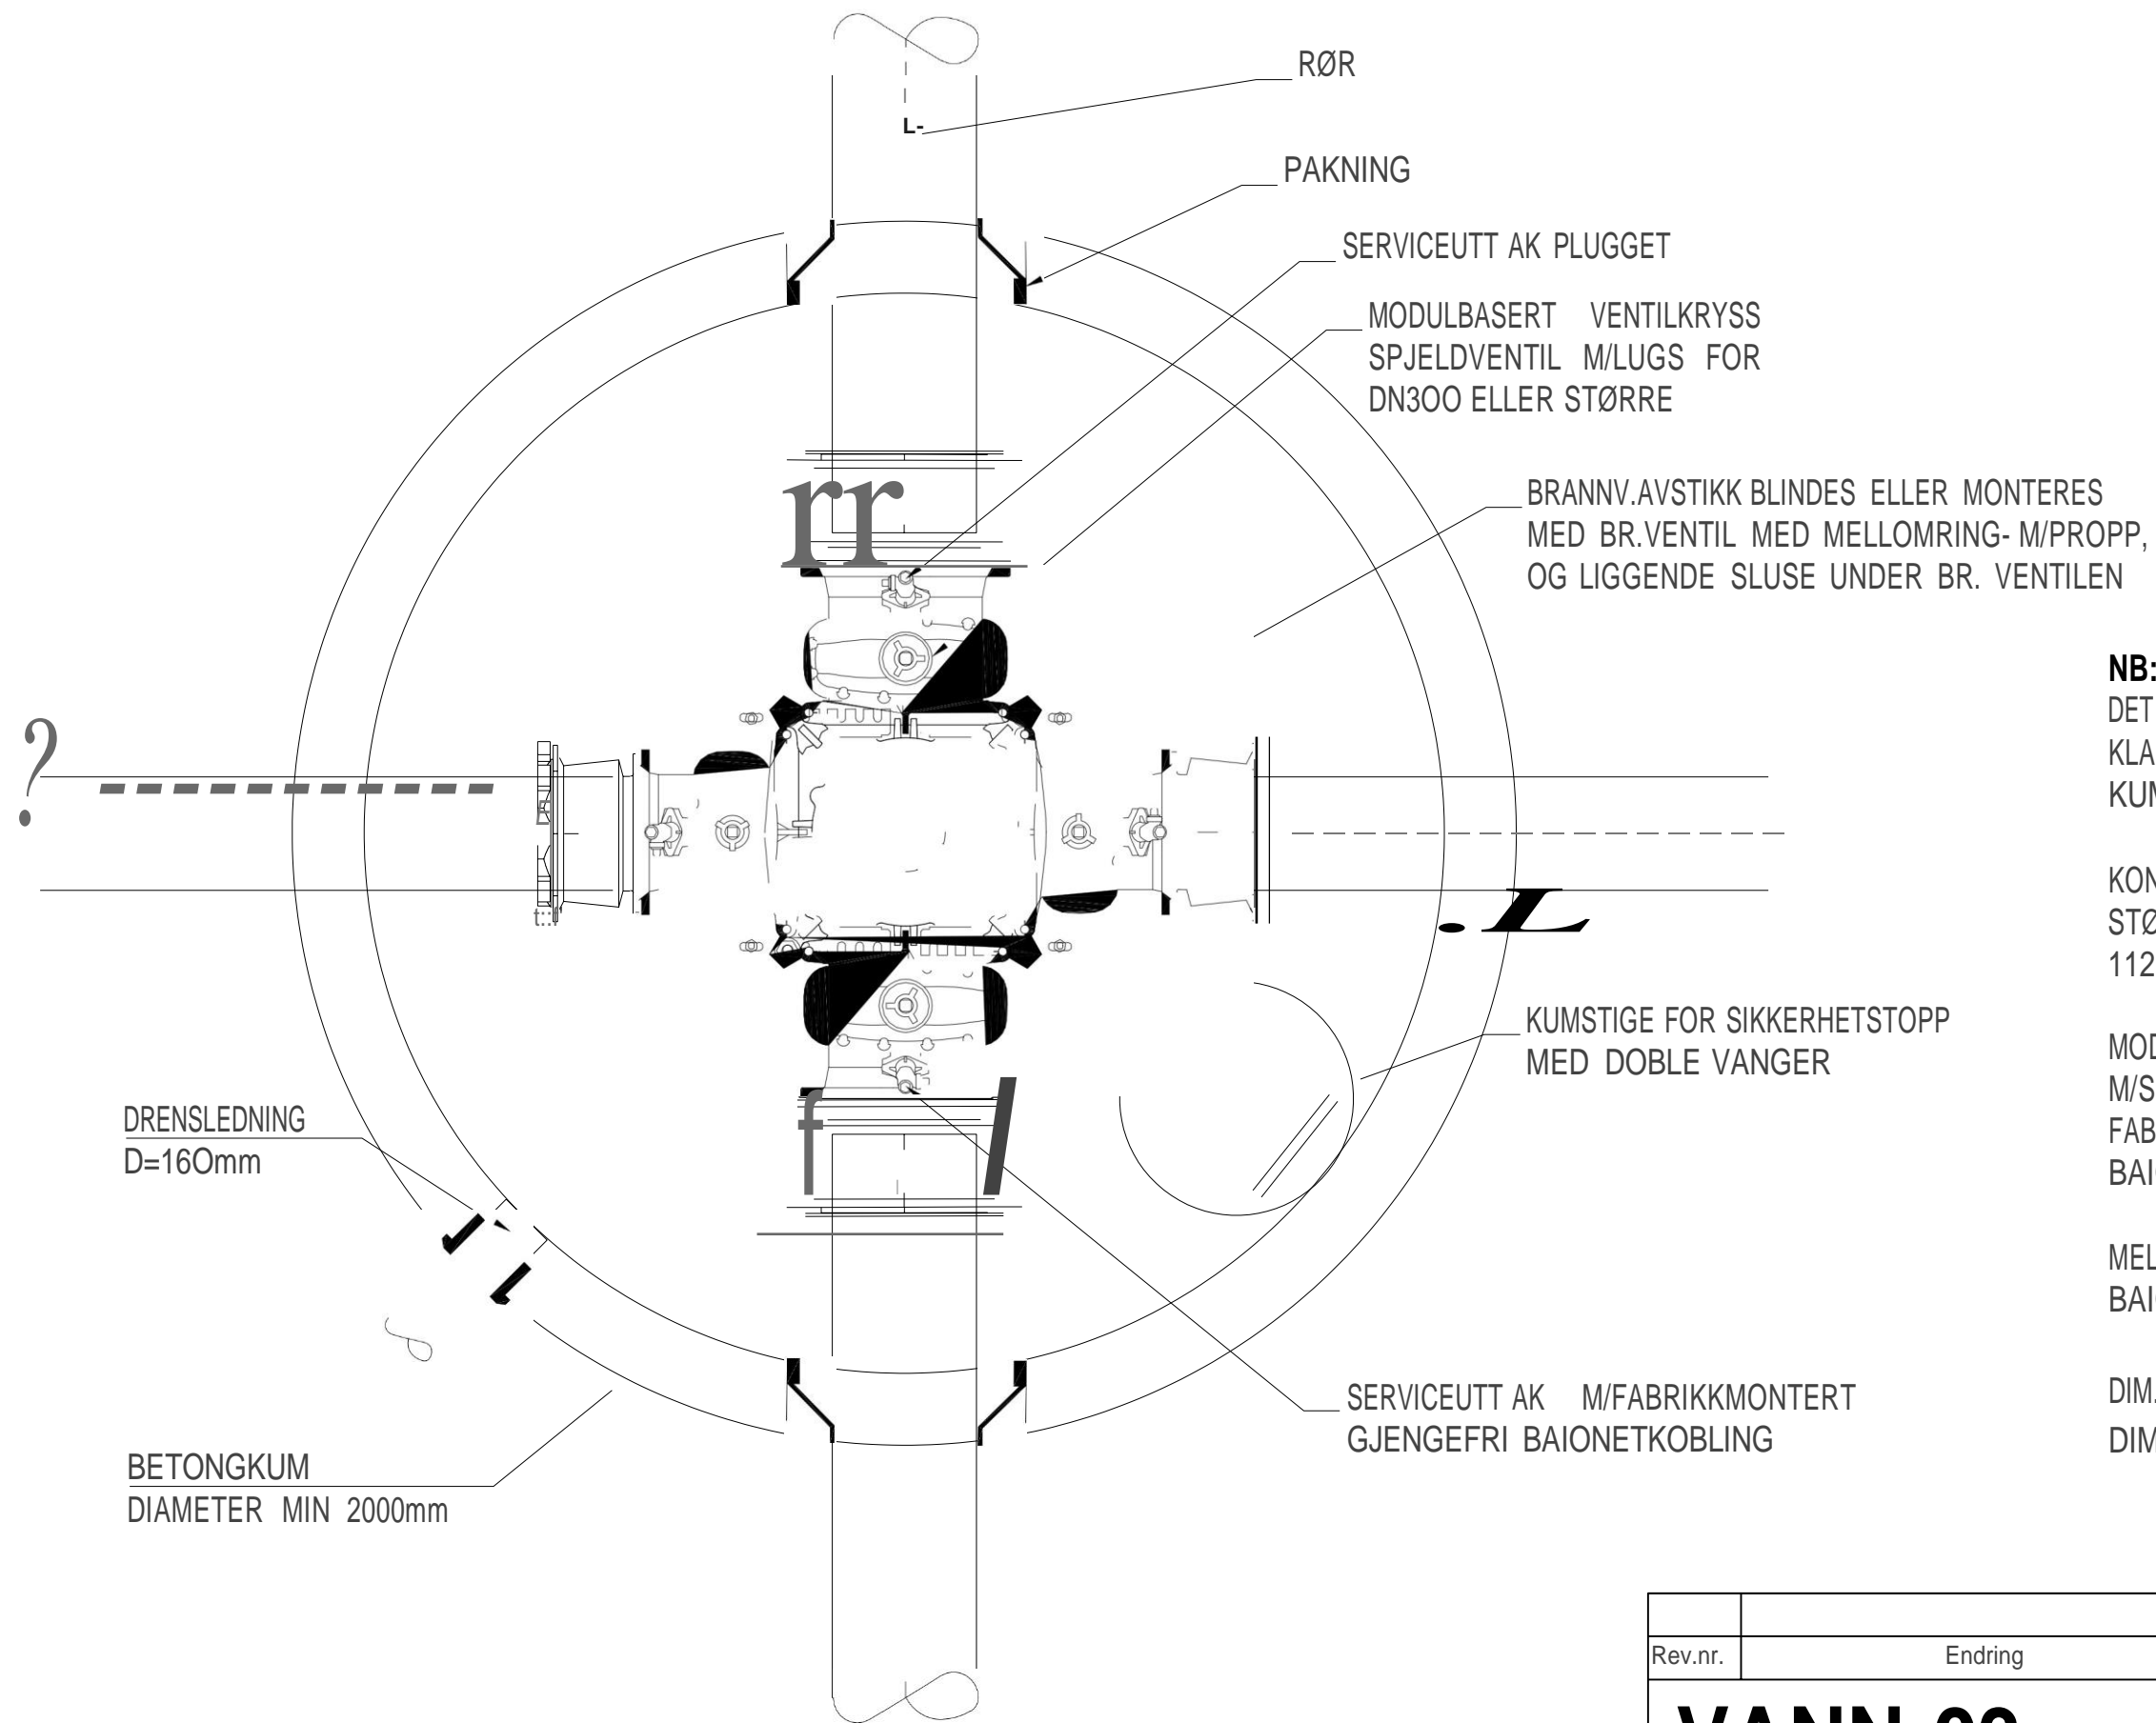 RØR
L-
PAKNING
SERVICEUTT AK PLUGGET
MODULBASERT VENTILKRYSS
SPJELDVENTIL M/LUGS FOR
DN3OO ELLER STØRRE
rr
BRANNV.AVSTIKK BLINDES ELLER MONTERES
MED BR.VENTIL MED MELLOMRING- M/PROPP,
OG LIGGENDE SLUSE UNDER BR. VENTILEN
NB:
DET
KLA
KUM
?
KON
STØ
112
. L
KUMSTIGE FOR SIKKERHETSTOPP
MED DOBLE VANGER
MOD
M/S
FAB
BAI
f l
DRENSLEDNING
D=16Omm
MEL
BAI
SERVICEUTT AK M/FABRIKKMONTERT
GJENGEFRI BAIONETKOBLING
DIM.
DIM
BETONGKUM
DIAMETER MIN 2000mm
Rev.nr. Endring
VANN